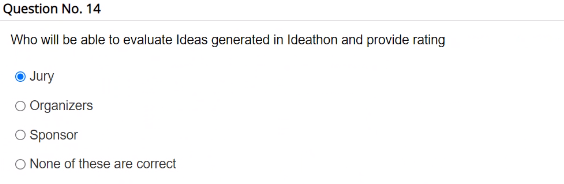 Question No. 14
Who will be able to evaluate Ideas generated in Ideathon and provide rating
Jury
Organizers
Sponsor
None of these are correct